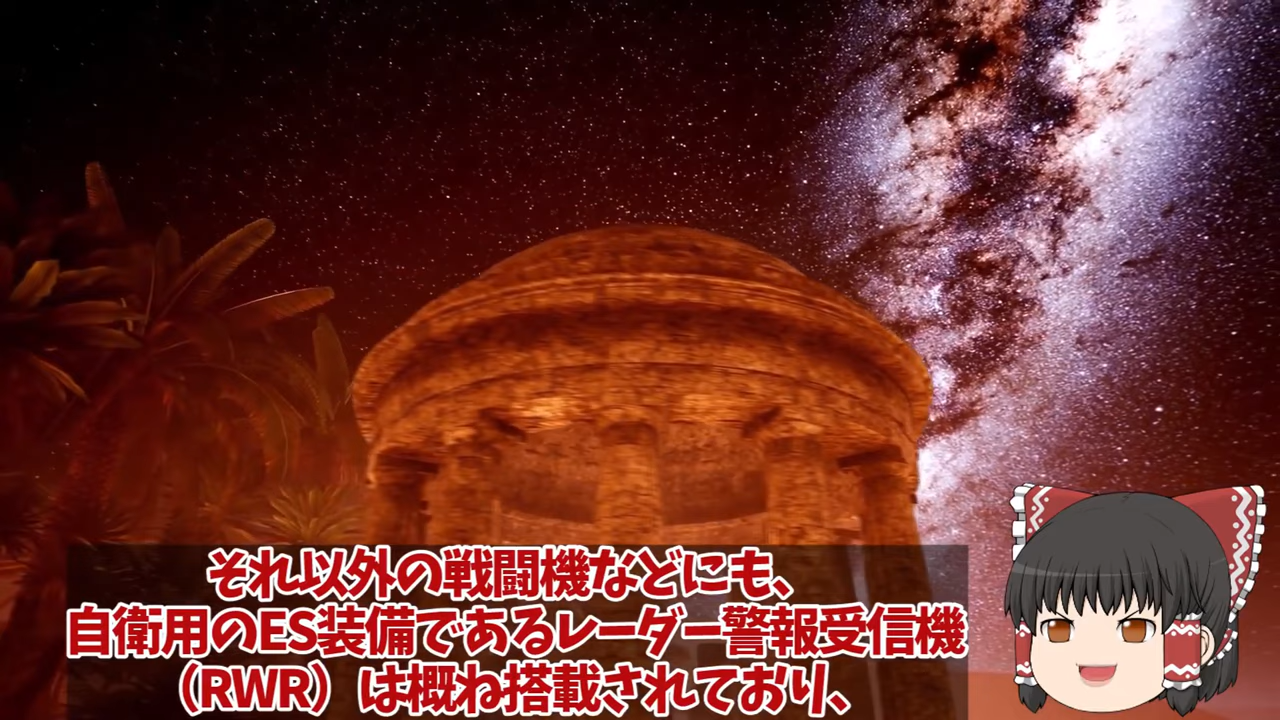 それ以外の戦闘機などにも、
自衛用のES装備であるレーダー警報受信機
（RWR）は概ね搭載されており、